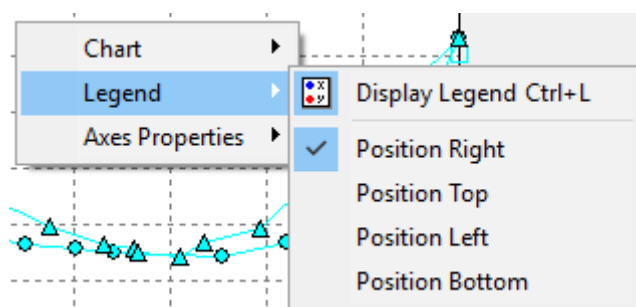 Chart
Legend
Axes Properties
x
y
Display Legend Ctrl+L
Position Right
Position Top
Position Left
Position Bottom